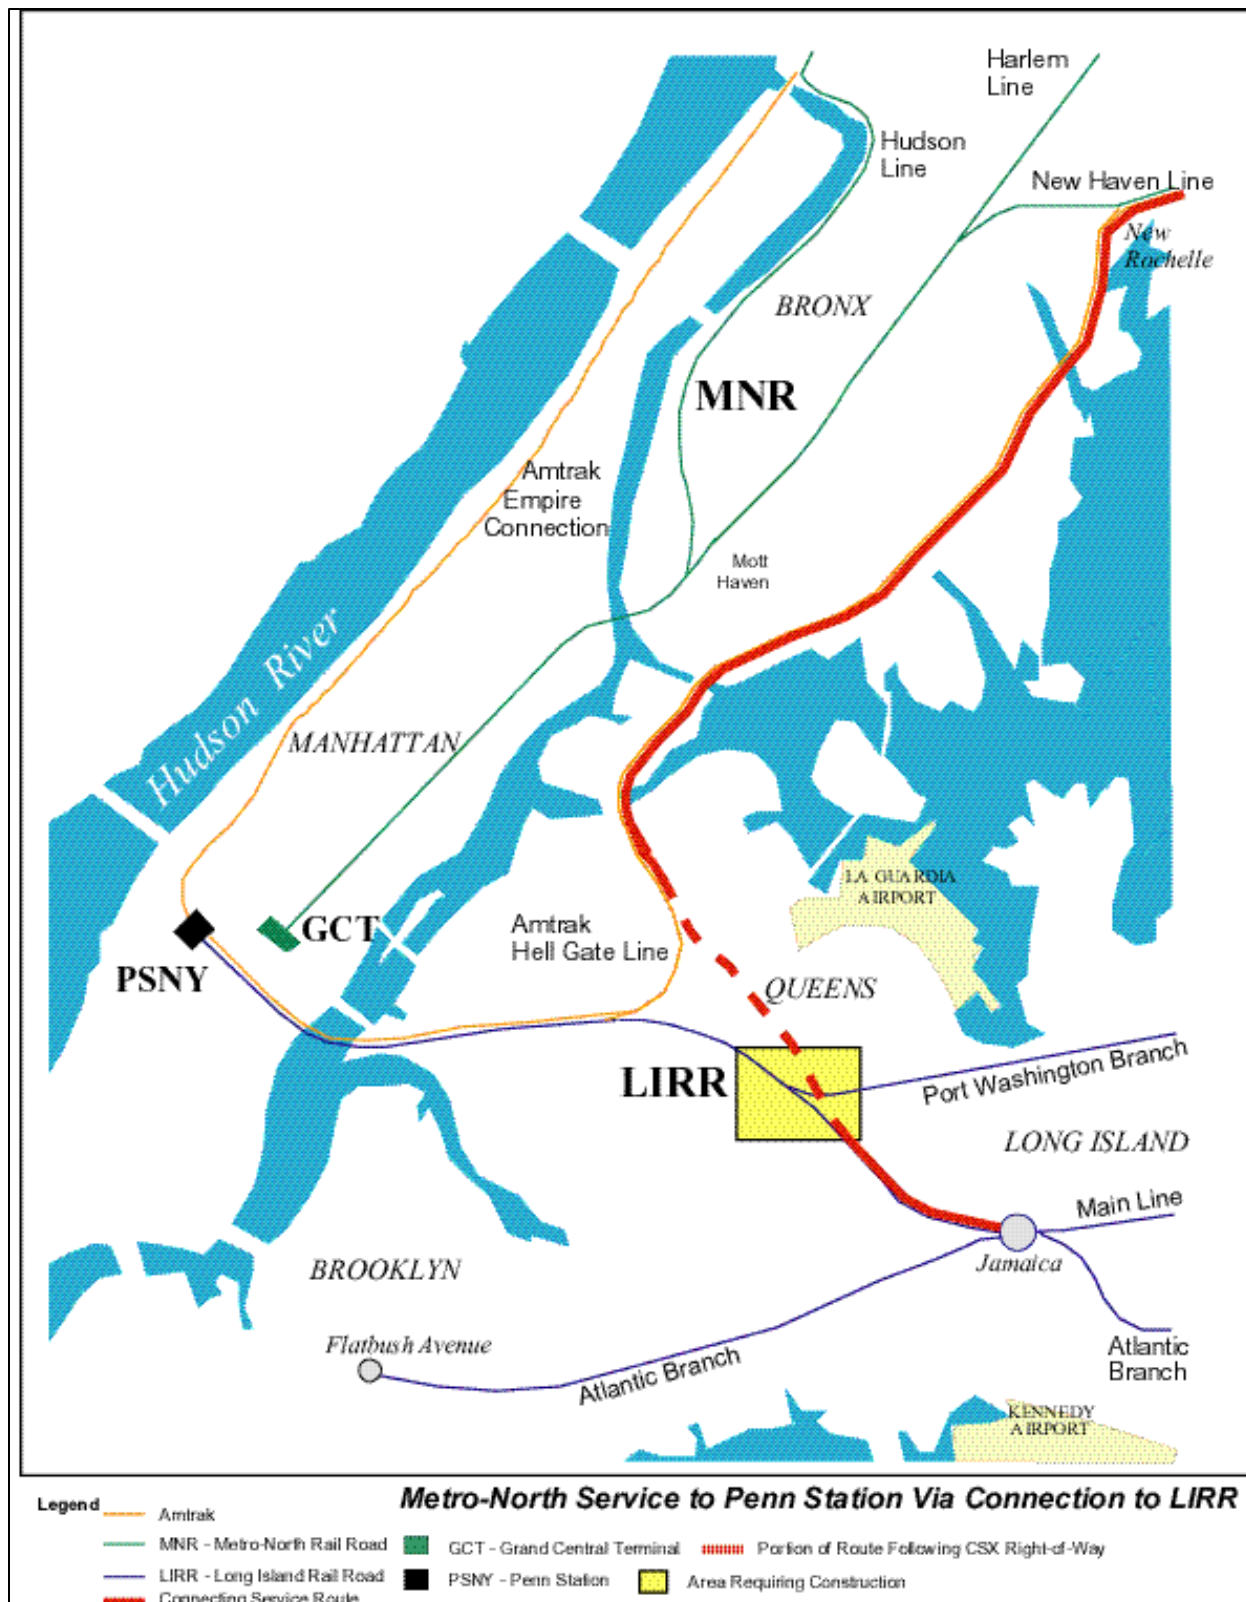 Harlem
Line
Hudson
Line
New Haven Line
New
Rochelle
BRONX
MNR
Amtrak
Empire
Connection
Mott
Haven
Hudson River
MANHATTAN
LA GUARDIA
AIRPORT
GCT
Amtrak
Hell Gate Line
PSNY
QUEENS
LIRR
Port Washington Branch
LONG ISLAND
Main Line
Jamaica
BROOKLYN
Flatbush Avenue
Atlantic Branch
Atlantic
Branch
KENNEDY
AIRPORT
Legend
Metro-North Service to Penn Station Via Connection to LIRR
Amtrak
MNR - Metro-North Rail Road
GCT - Grand Central Terminal
Portion of Route Following CSX Right-of-Way
LIRR - Long Island Rail Road
PSNY - Penn Station
Area Requiring Construction
Connecting Service Route